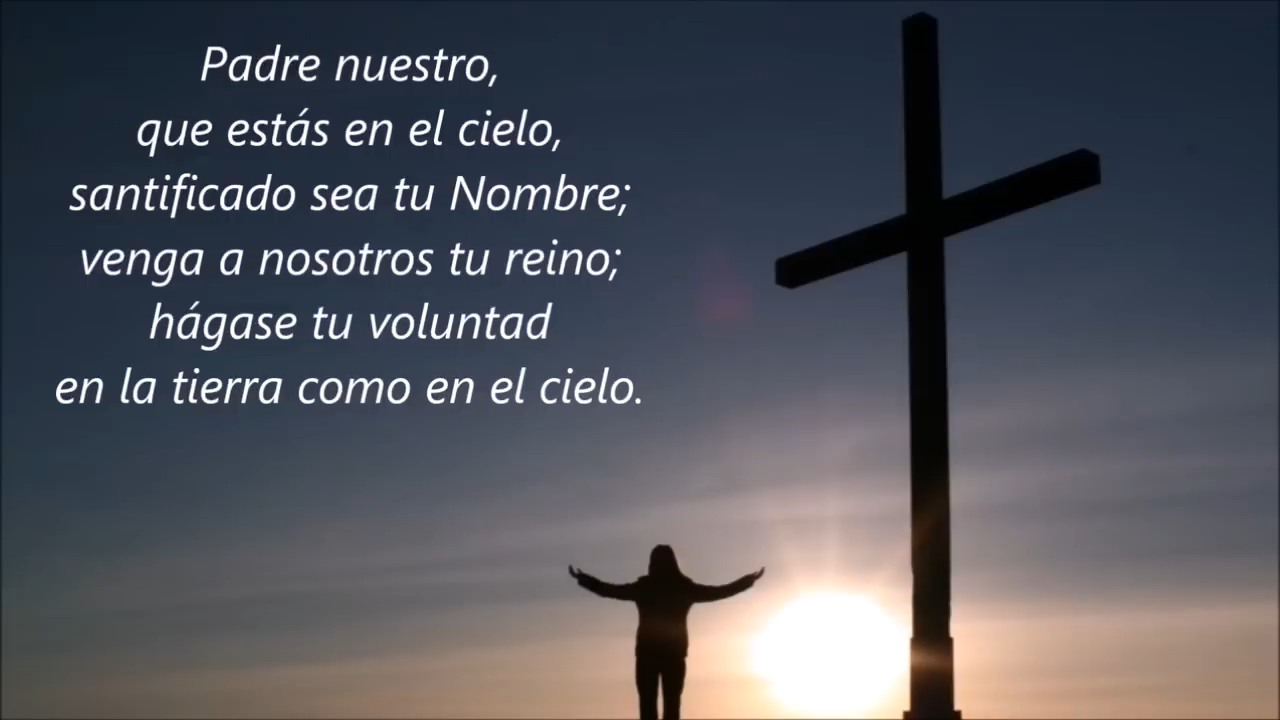 Padre nuestro,
que estás en el cielo,
santificado sea tu Nombre;
venga a nosotros tu reino;
hágase tu voluntad
en la tierra como en el cielo.